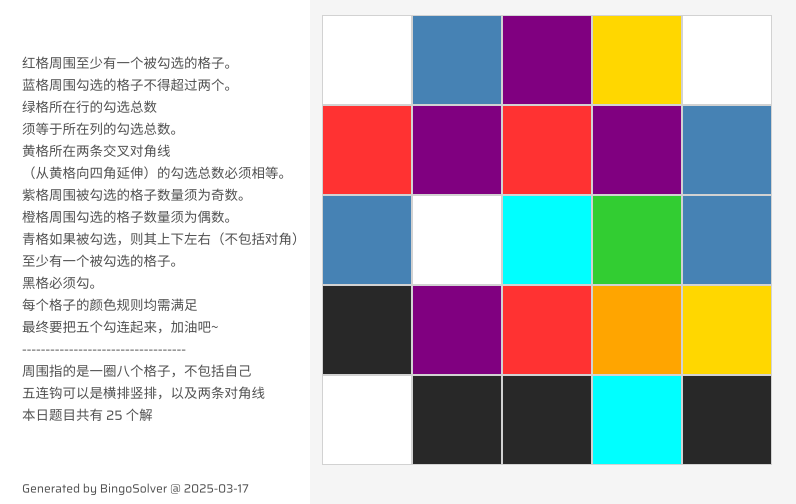 红格周围至少有一个被勾选的格子。
蓝格周围勾选的格子不得超过两个。
绿格所在行的勾选总数
须等于所在列的勾选总数。
黄格所在两条交叉对角线
（从黄格向四角延伸）的勾选总数必须相等。
紫格周围被勾选的格子数量须为奇数。
橙格周围勾选的格子数量须为偶数。
青格如果被勾选，则其上下左右（不包括对角）
至少有一个被勾选的格子。
黑格必须勾。
每个格子的颜色规则均需满足
最终要把五个勾连起来，加油吧~
----------------------------------
周围指的是一圈八个格子，不包括自己
五连钩可以是横排竖排，以及两条对角线
本日题目共有 25 个解
Generated by BingoSolver @ 2025-03-17